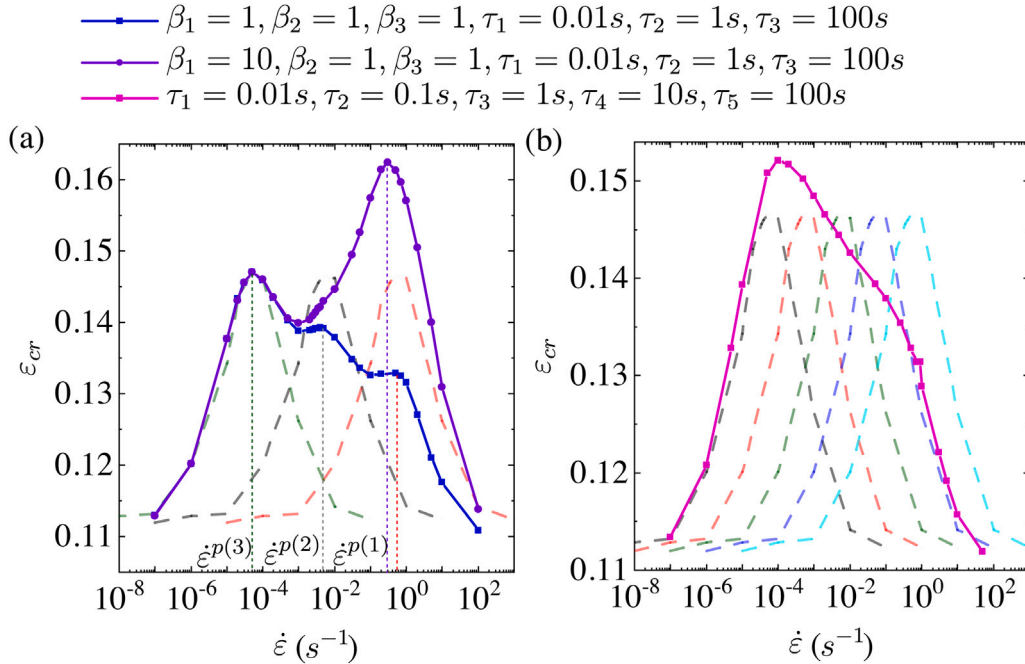 β₁ = 1, β₂ = 1, β₃ = 1, τ₁ = 0.01s, τ₂ = 1s, τ₃ = 100s
β₁ = 10, β₂ = 1, β₃ = 1, τ₁ = 0.01s, τ₂ = 1s, τ₃ = 100s
τ₁ = 0.01s, τ₂ = 0.1s, τ₃ = 1s, τ₄ = 10s, τ₅ = 100s
(a)
0.16
0.15
0.14
0.13
0.12
0.11
ε_cr
ε̇^p(3) ε̇^p(2) ε̇^p(1)
10⁻⁸ 10⁻⁶ 10⁻⁴ 10⁻² 10⁰ 10²
ε̇ (s⁻¹)
(b)
0.15
0.14
0.13
0.12
0.11
ε_cr
10⁻⁸ 10⁻⁶ 10⁻⁴ 10⁻² 10⁰ 10²
ε̇ (s⁻¹)